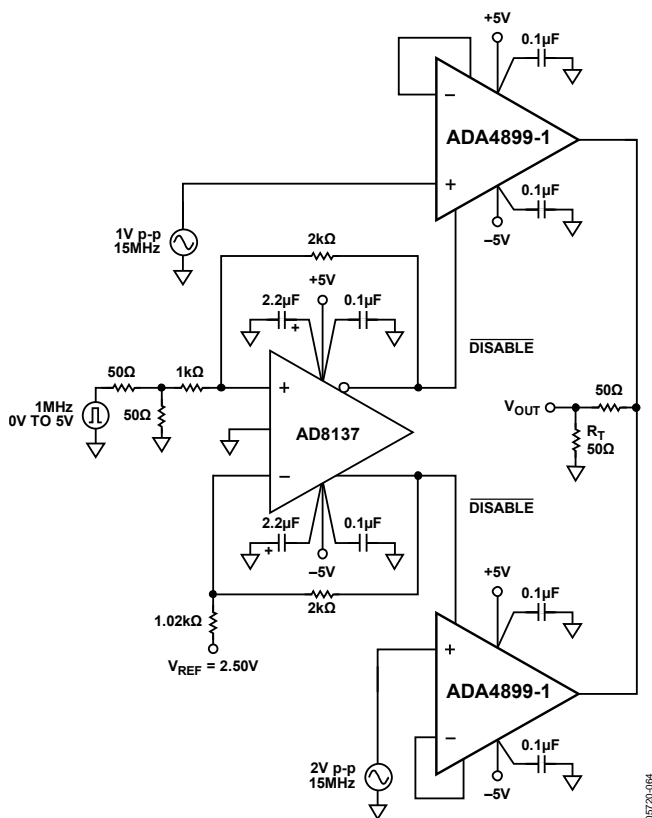 +5V
0.1µF
−
ADA4899-1
+
0.1µF
−5V
1V p-p
15MHz
2kΩ
+5V
2.2µF
0.1µF
+
DISABLE
50Ω
1kΩ
+
1MHz
0V TO 5V
50Ω
AD8137
VOUT
50Ω
RT
50Ω
−
DISABLE
2.2µF
0.1µF
+
−5V
2kΩ
1.02kΩ
VREF = 2.50V
+5V
0.1µF
+
ADA4899-1
−
0.1µF
2V p-p
15MHz
−5V
05720-064